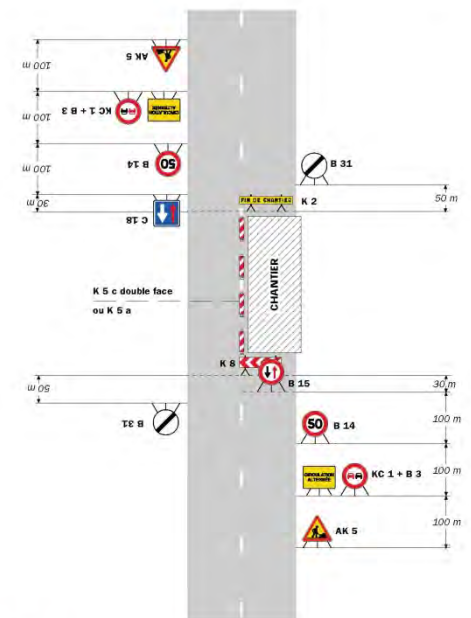 AK 5
100 m
KC 1 + B 3
CIRCULATION
ALTERNÉE
100 m
50
B 14
100 m
B 31
C 18
30 m
FIN DE CHANTIER
K 2
50 m
CHANTIER
K 5 c double face
ou K 5 a
K 8
B 15
50 m
30 m
B 31
50
B 14
100 m
CIRCULATION
ALTERNÉE
KC 1 + B 3
100 m
AK 5
100 m